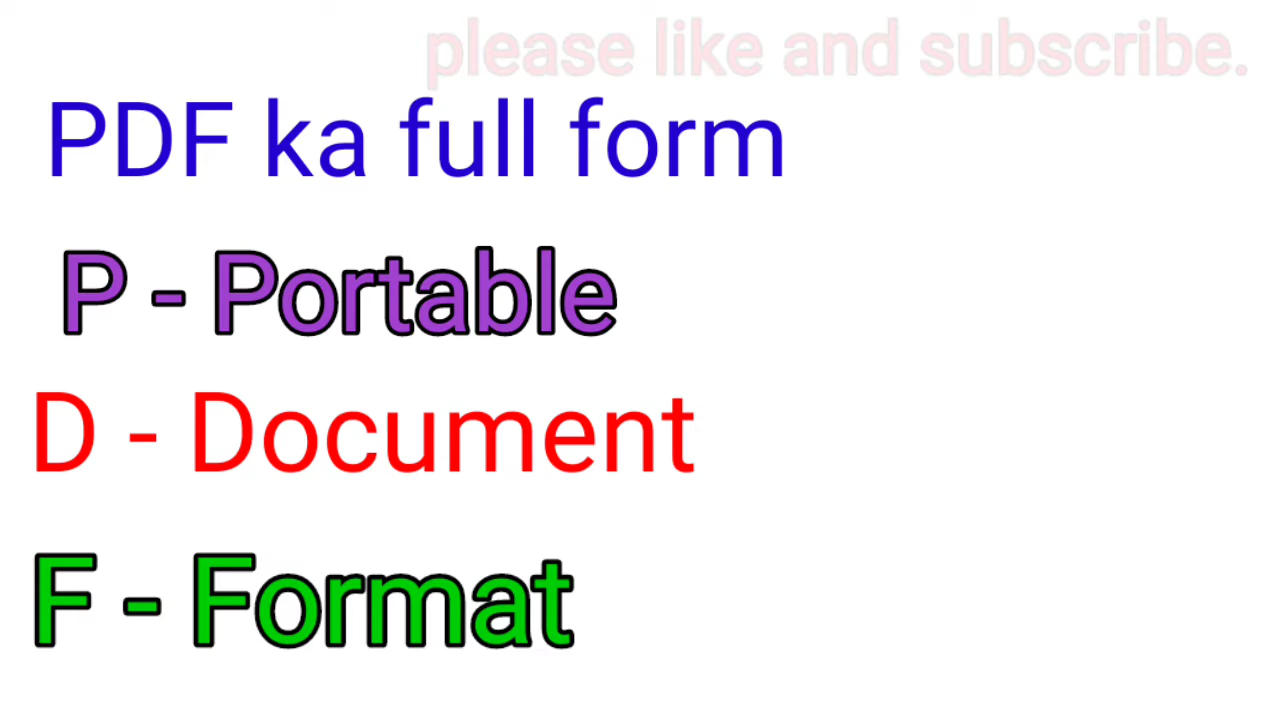 please like and subscribe.
PDF ka full form
P - Portable
D - Document
F - Format